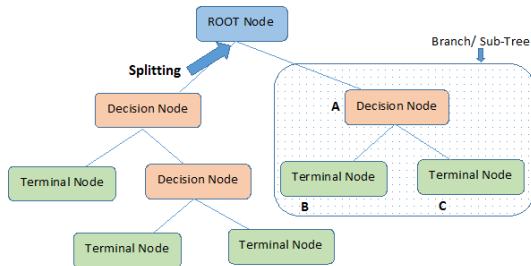 ROOT Node
Branch/ Sub-Tree
Splitting
Decision Node
A
Decision Node
Terminal Node
Decision Node
Terminal Node
Terminal Node
B
C
Terminal Node
Terminal Node